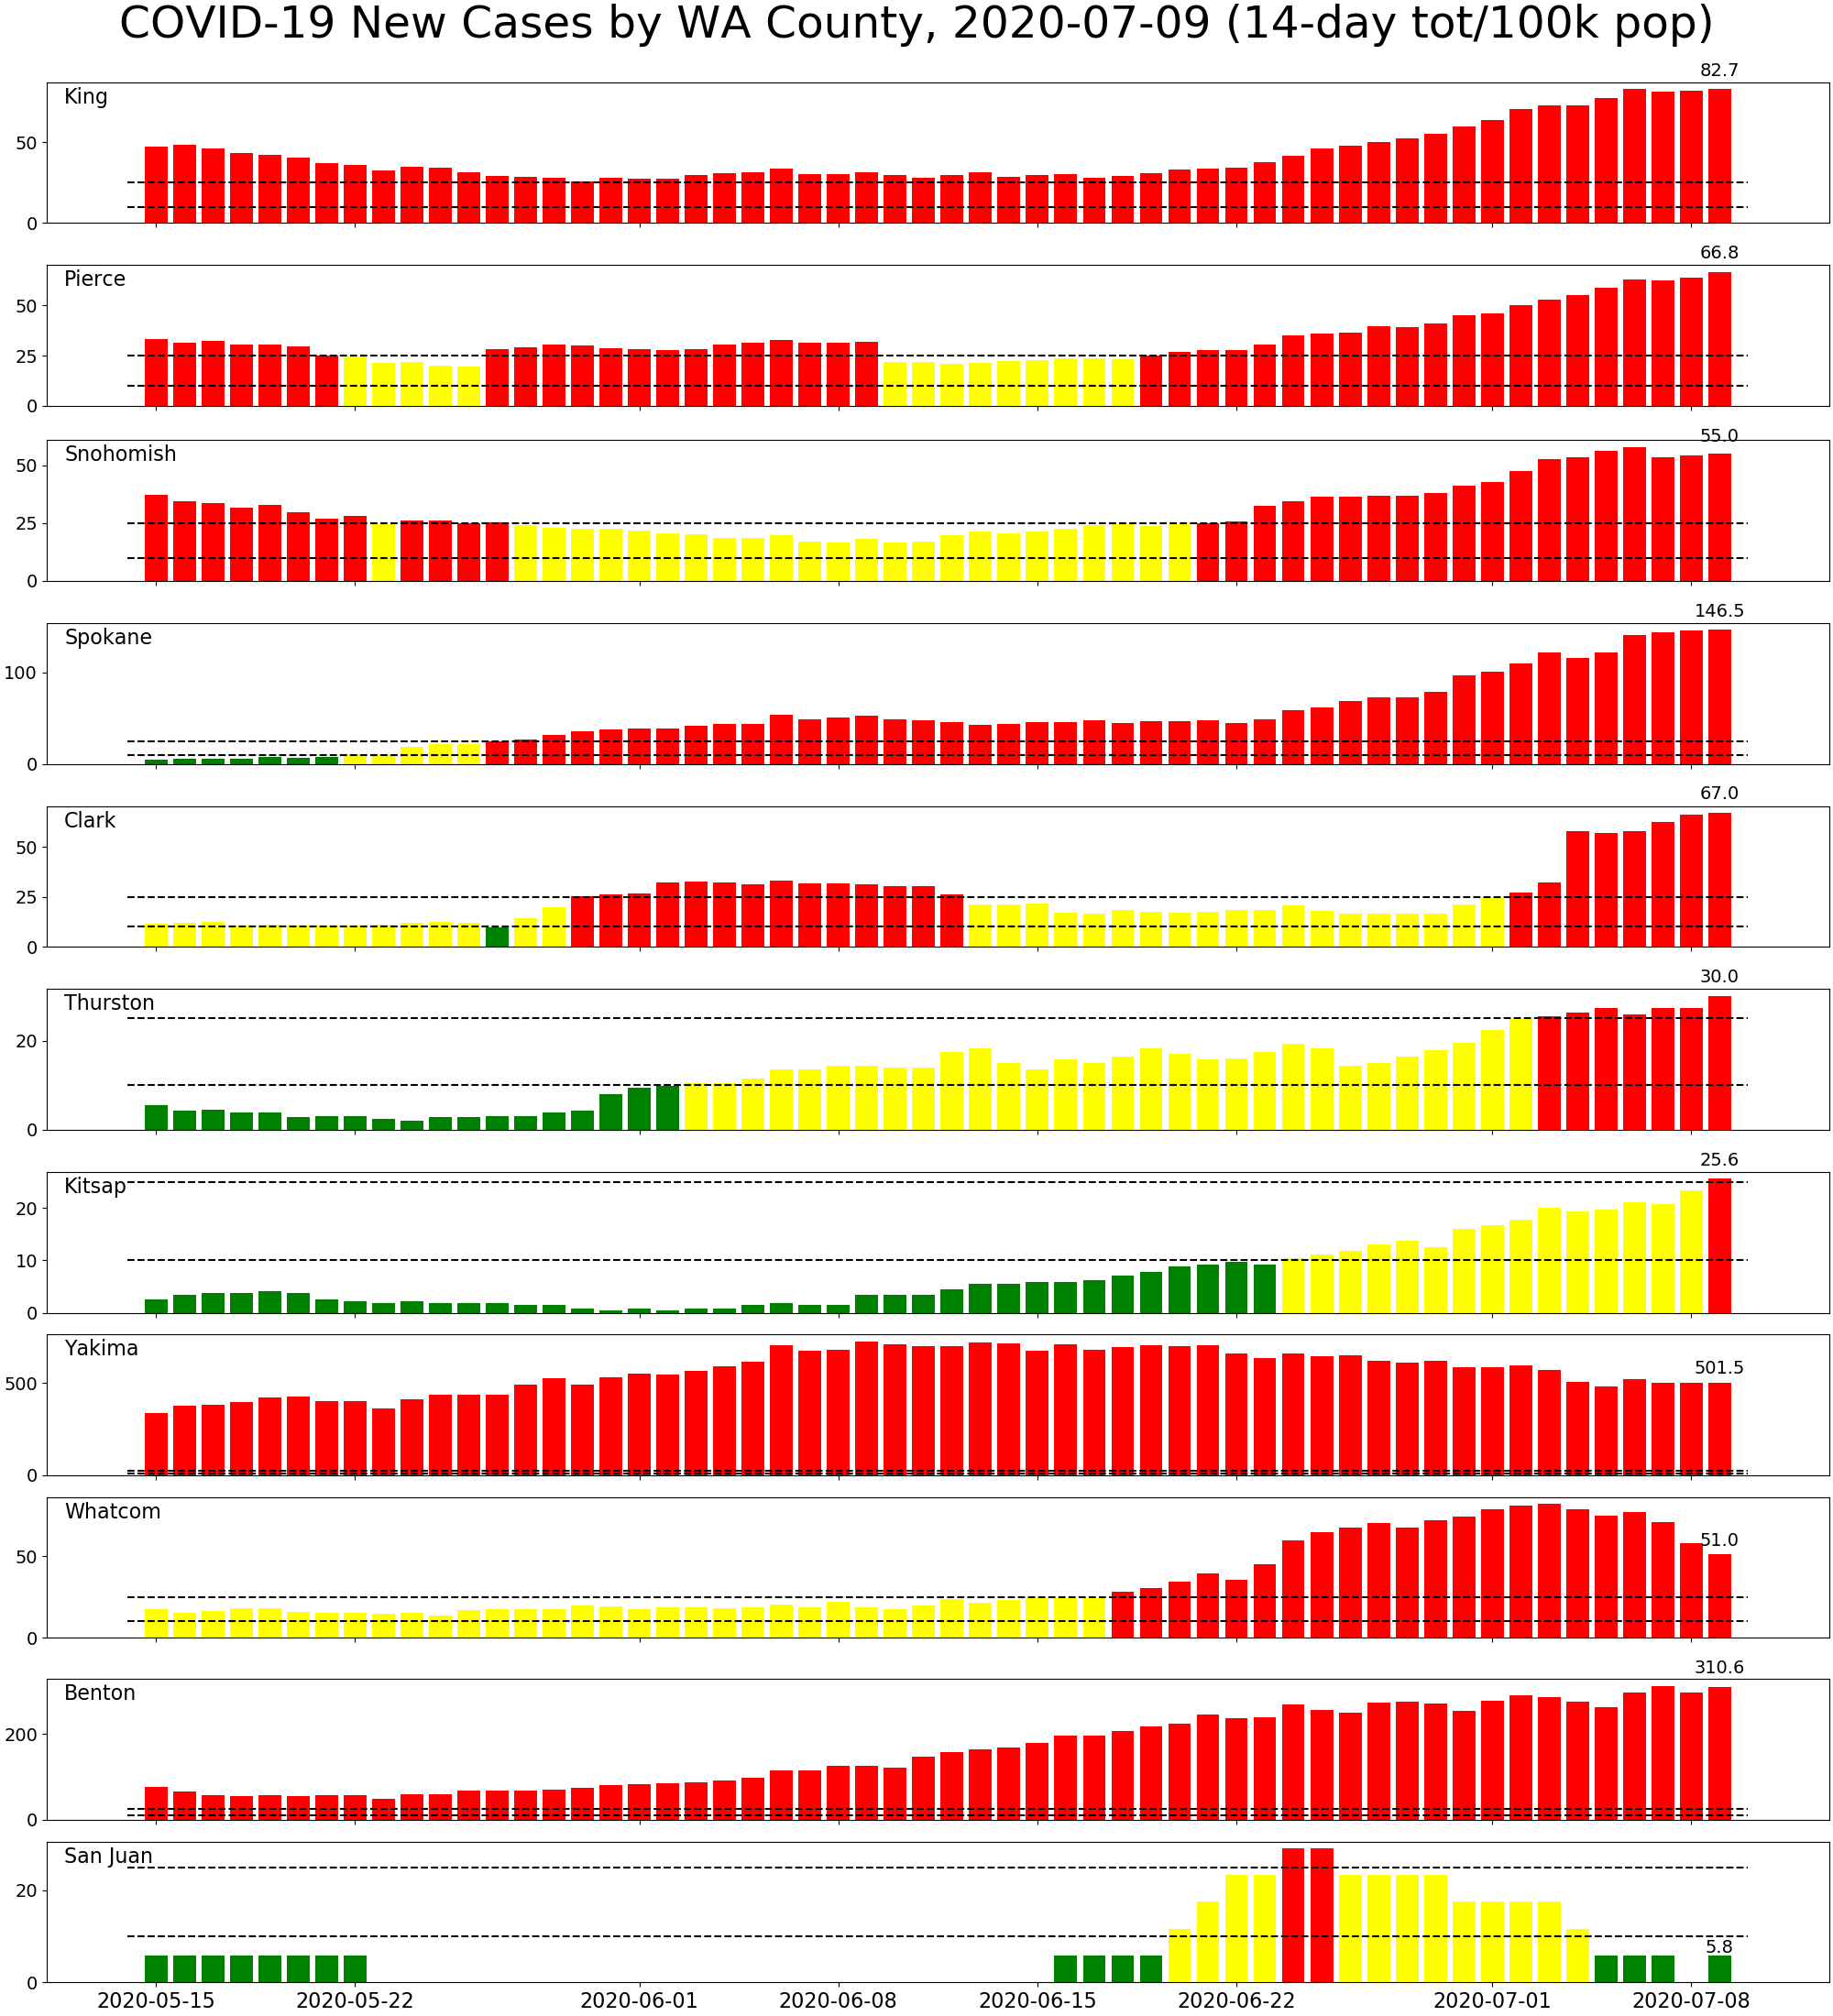 COVID-19 New Cases by WA County, 2020-07-09 (14-day tot/100k pop)
82.7
King
50
0
66.8
Pierce
50
25
0
55.0
Snohomish
50
25
0
146.5
Spokane
100
0
67.0
Clark
50
25
0
30.0
Thurston
20
0
25.6
Kitsap
20
10
0
Yakima
501.5
500
0
Whatcom
51.0
50
0
310.6
Benton
200
0
San Juan
20
5.8
0
2020-05-15 2020-05-22 2020-06-01 2020-06-08 2020-06-15 2020-06-22 2020-07-01 2020-07-08